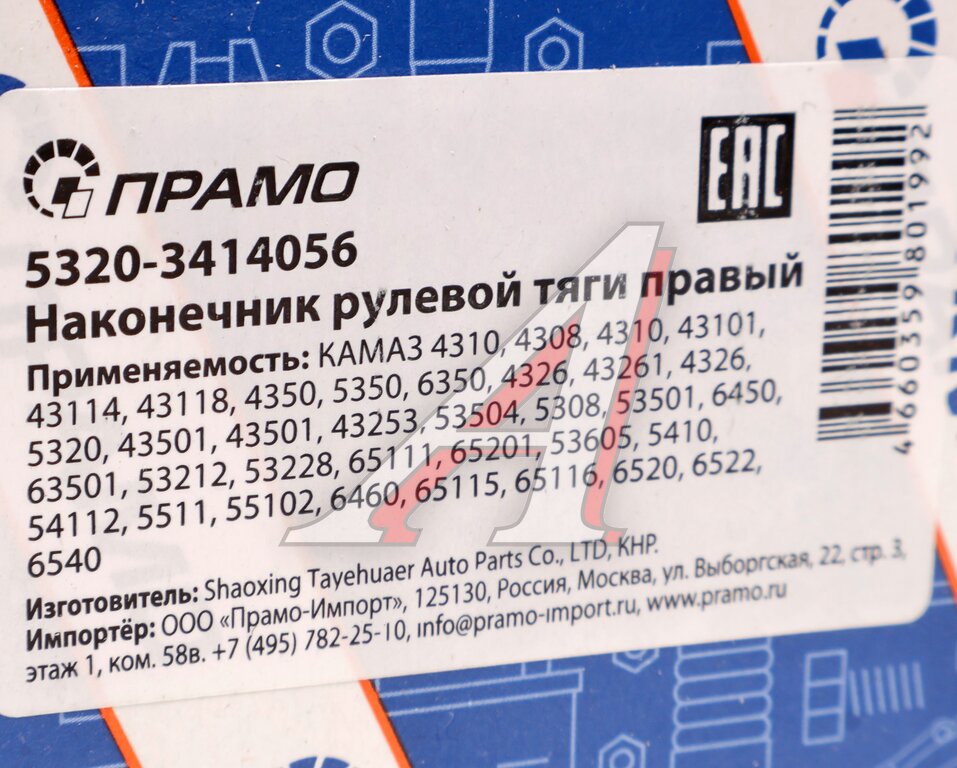 ПРАМО
EAC
5320-3414056
Наконечник рулевой тяги правый
Применяемость: КАМАЗ 4310, 4308, 4310, 43101,
43114, 43118, 4350, 5350, 6350, 4326, 43261, 4326,
5320, 43501, 43501, 43253, 53504, 5308, 53501, 6450,
63501, 53212, 53228, 65111, 65201, 53605, 5410,
54112, 5511, 55102, 6460, 65115, 65116, 6520, 6522,
6540
Изготовитель: Shaoxing Tayehuaer Auto Parts Co., LTD, КНР.
Импортёр: ООО «Прамо-Импорт», 125130, Россия, Москва, ул. Выборгская, 22, стр. 3,
этаж 1, ком. 58в. +7 (495) 782-25-10, info@pramo-import.ru, www.pramo.ru
4660359801992